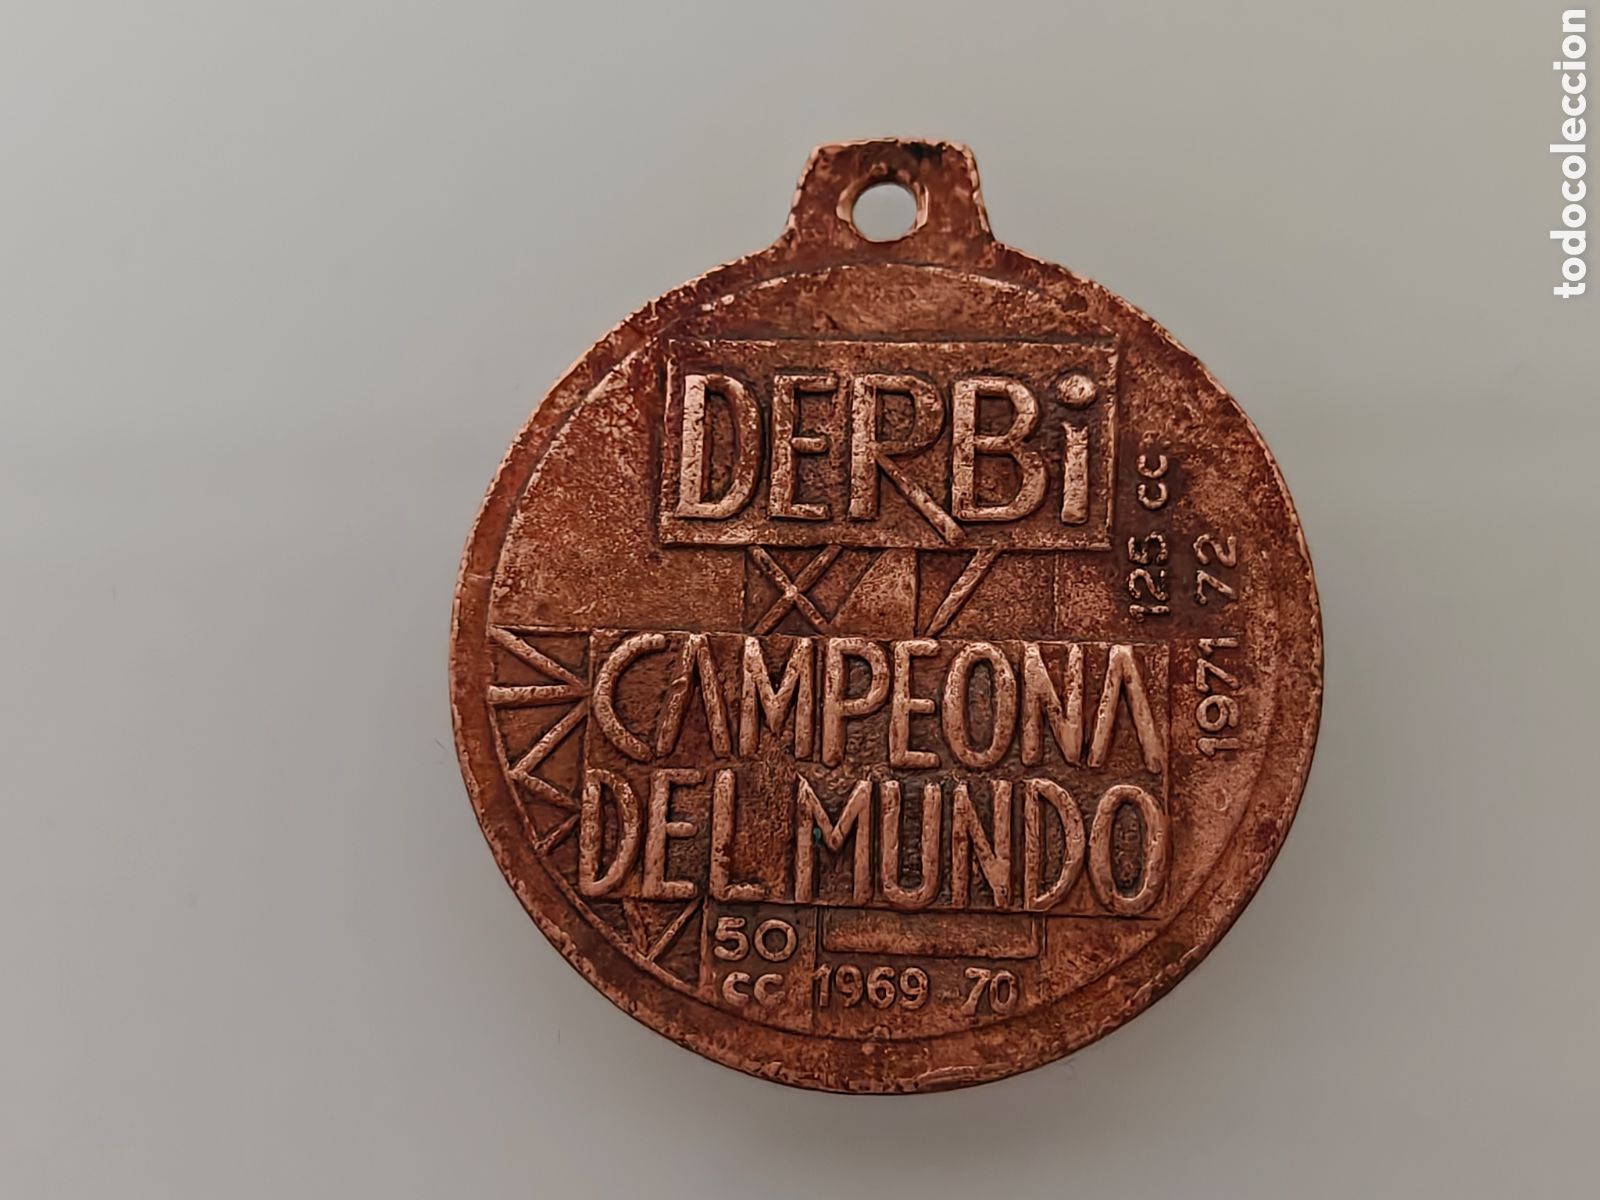 DERBi
CAMPEONA
DEL MUNDO
50
cc 1969 70
125 cc
1971 72
todocoleccion